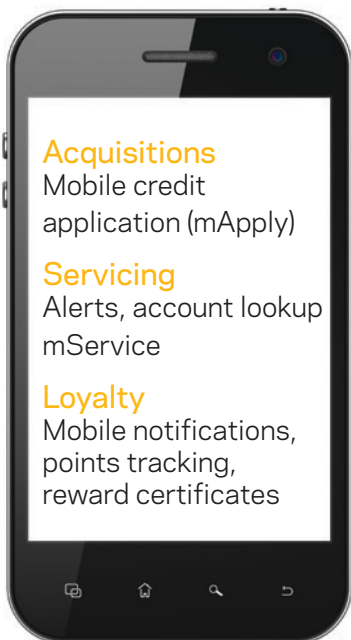 Acquisitions
Mobile credit
application (mApply)
Servicing
Alerts, account lookup
mService
Loyalty
Mobile notifications,
points tracking,
reward certificates